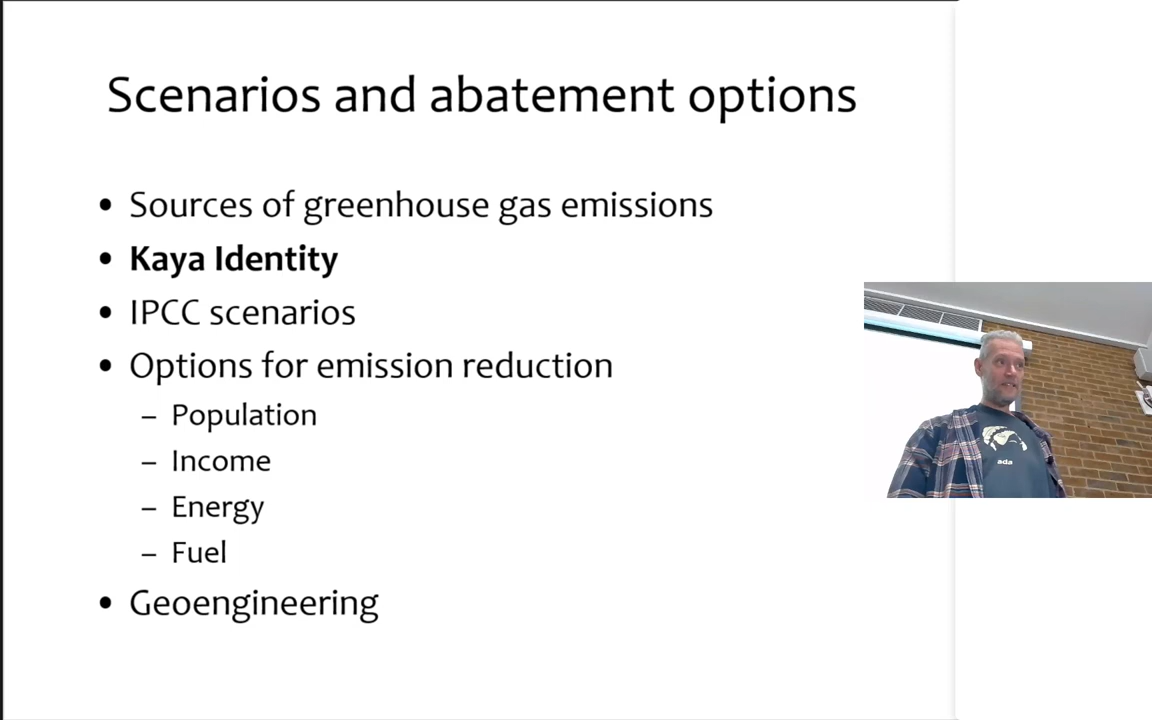 Scenarios and abatement options
• Sources of greenhouse gas emissions
• Kaya Identity
• IPCC scenarios
• Options for emission reduction
– Population
– Income
– Energy
– Fuel
• Geoengineering
ada